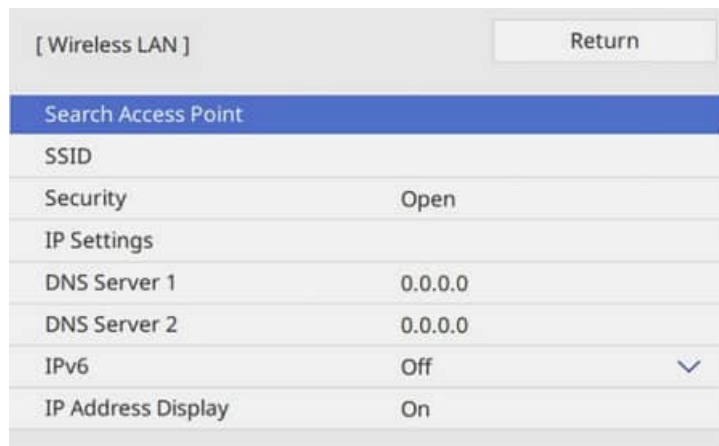 [ Wireless LAN ]
Return
Search Access Point
SSID
Security Open
IP Settings
DNS Server 1 0.0.0.0
DNS Server 2 0.0.0.0
IPv6 Off
IP Address Display On